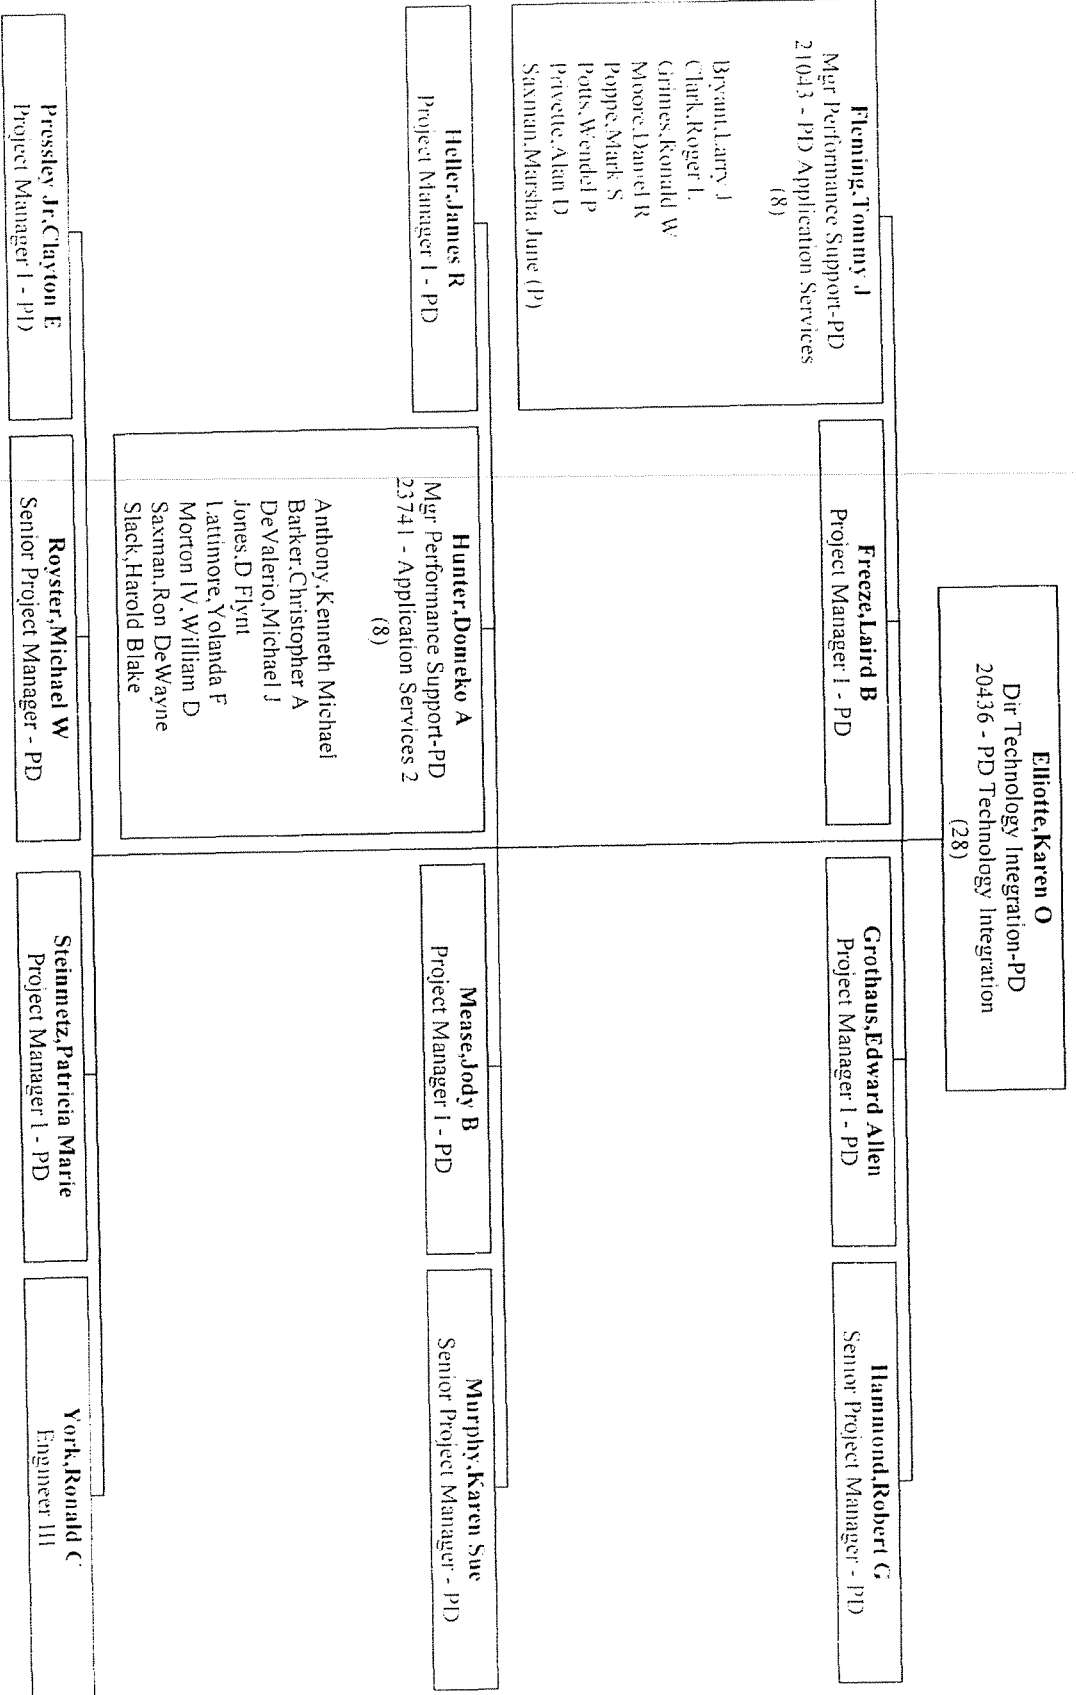 Elliotte,Karen O
Dir Technology Integration-PD
20436 - PD Technology Integration
(28)
Fleming,Tommy J
Mgr Performance Support-PD
21043 - PD Application Services
(8)
Bryant,Larry J
Clark,Roger L
Grimes,Ronald W
Moore,Daniel R
Poppe,Mark S
Potts,Wendel P
Privette,Alan D
Saxman,Marsha June (P)
Freeze,Laird B
Project Manager I - PD
Grothaus,Edward Allen
Project Manager I - PD
Hammond,Robert G
Senior Project Manager - PD
Heller,James R
Project Manager I - PD
Hunter,Domeko A
Mgr Performance Support-PD
23741 - Application Services 2
(8)
Anthony,Kenneth Michael
Barker,Christopher A
DeValerio,Michael J
Jones,D Flynt
Lattimore,Yolanda F
Morton IV,William D
Saxman,Ron DeWayne
Slack,Harold Blake
Mease,Jody B
Project Manager I - PD
Murphy,Karen Sue
Senior Project Manager - PD
Pressley Jr,Clayton E
Project Manager I - PD
Royster,Michael W
Senior Project Manager - PD
Steinmetz,Patricia Marie
Project Manager I - PD
York,Ronald C
Engineer III